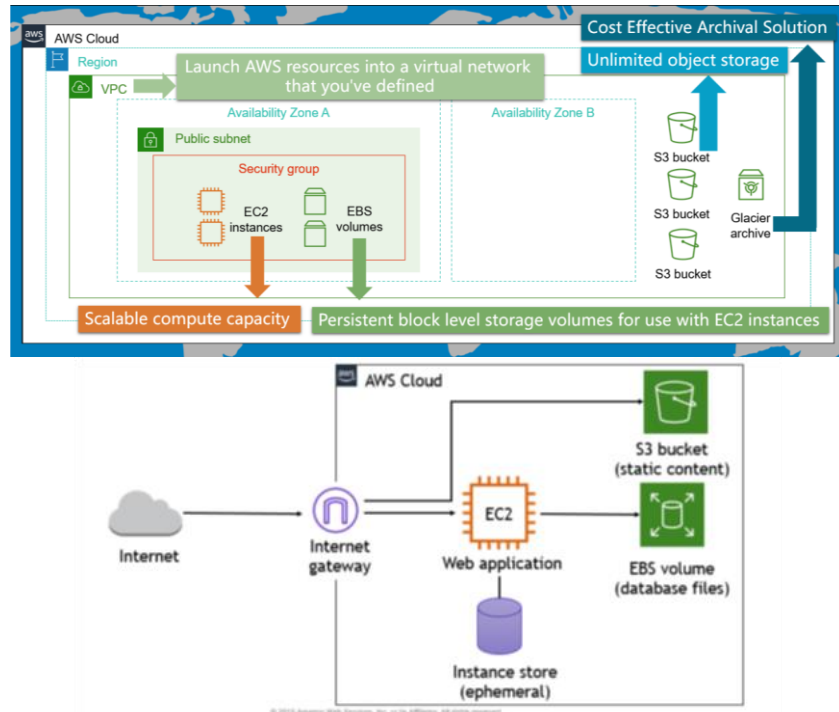 Cost Effective Archival Solution
aws
AWS Cloud
Region
Unlimited object storage
VPC
Launch AWS resources into a virtual network
that you've defined
Availability Zone A
Availability Zone B
Public subnet
Security group
EC2
instances
EBS
volumes
S3 bucket
S3 bucket
Glacier
archive
S3 bucket
Scalable compute capacity
Persistent block level storage volumes for use with EC2 instances
aws
AWS Cloud
S3 bucket
(static content)
Internet
Internet
gateway
EC2
Web application
EBS volume
(database files)
Instance store
(ephemeral)